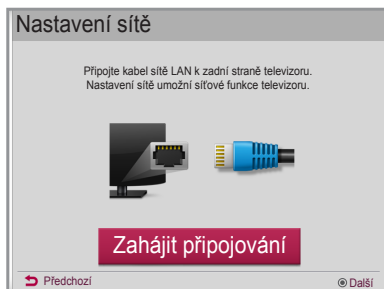 Nastavení sítě
Připojte kabel sítě LAN k zadní straně televizoru.
Nastavení sítě umožní síťové funkce televizoru.
Zahájit připojování
Předchozí
Další